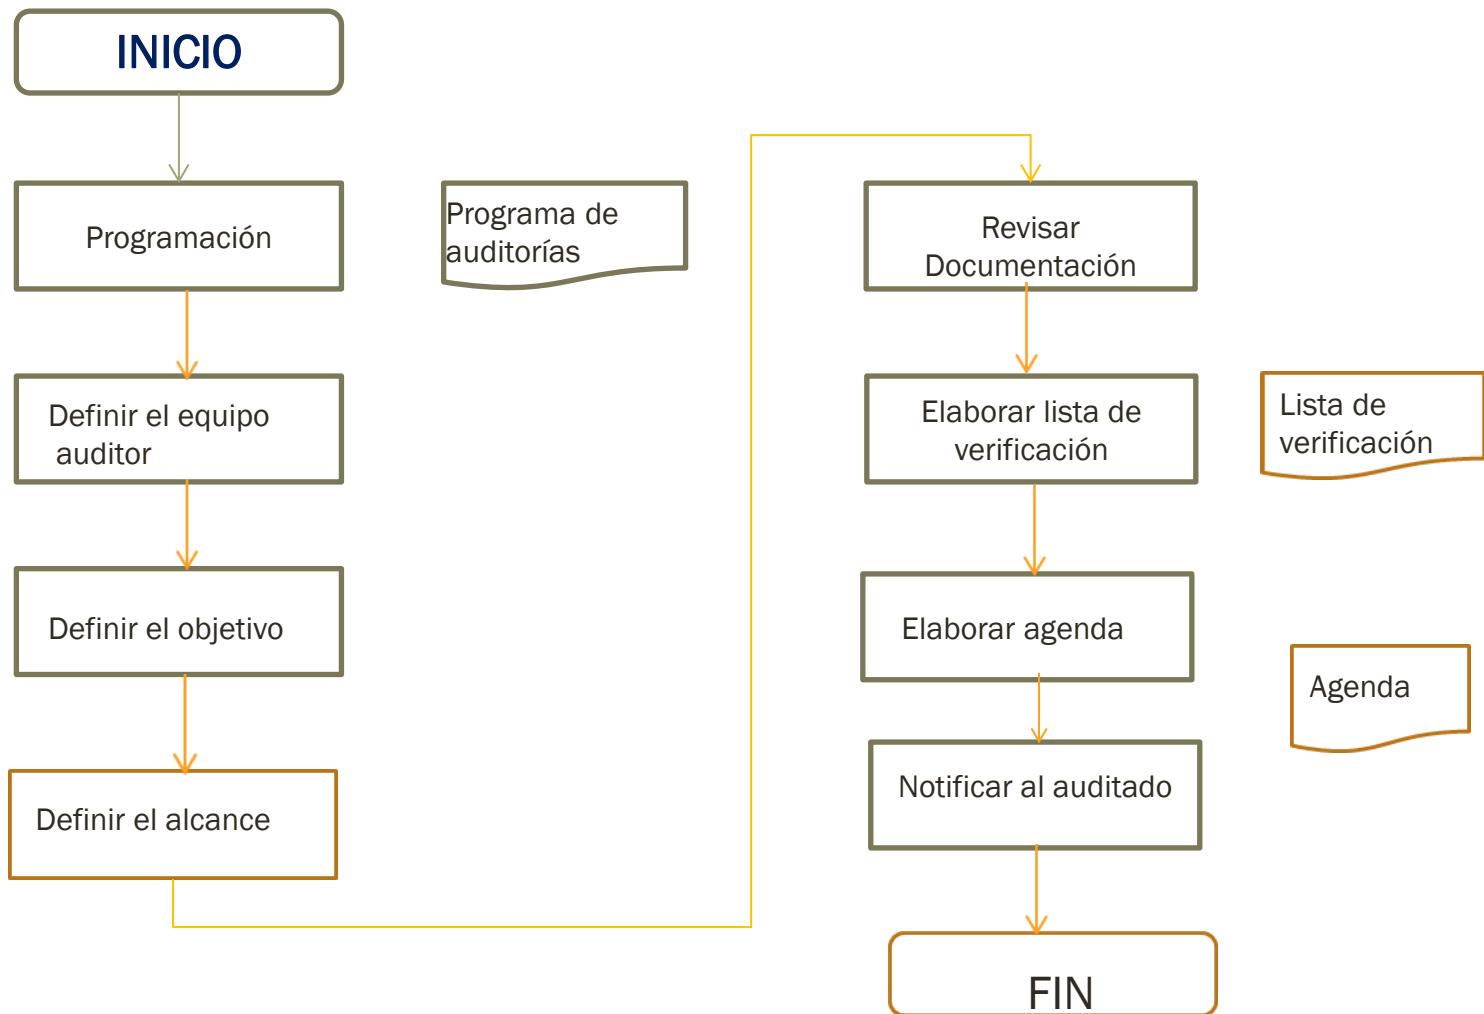 INICIO
Programación
Programa de
auditorías
Definir el equipo
auditor
Definir el objetivo
Definir el alcance
Revisar
Documentación
Elaborar lista de
verificación
Lista de
verificación
Elaborar agenda
Agenda
Notificar al auditado
FIN